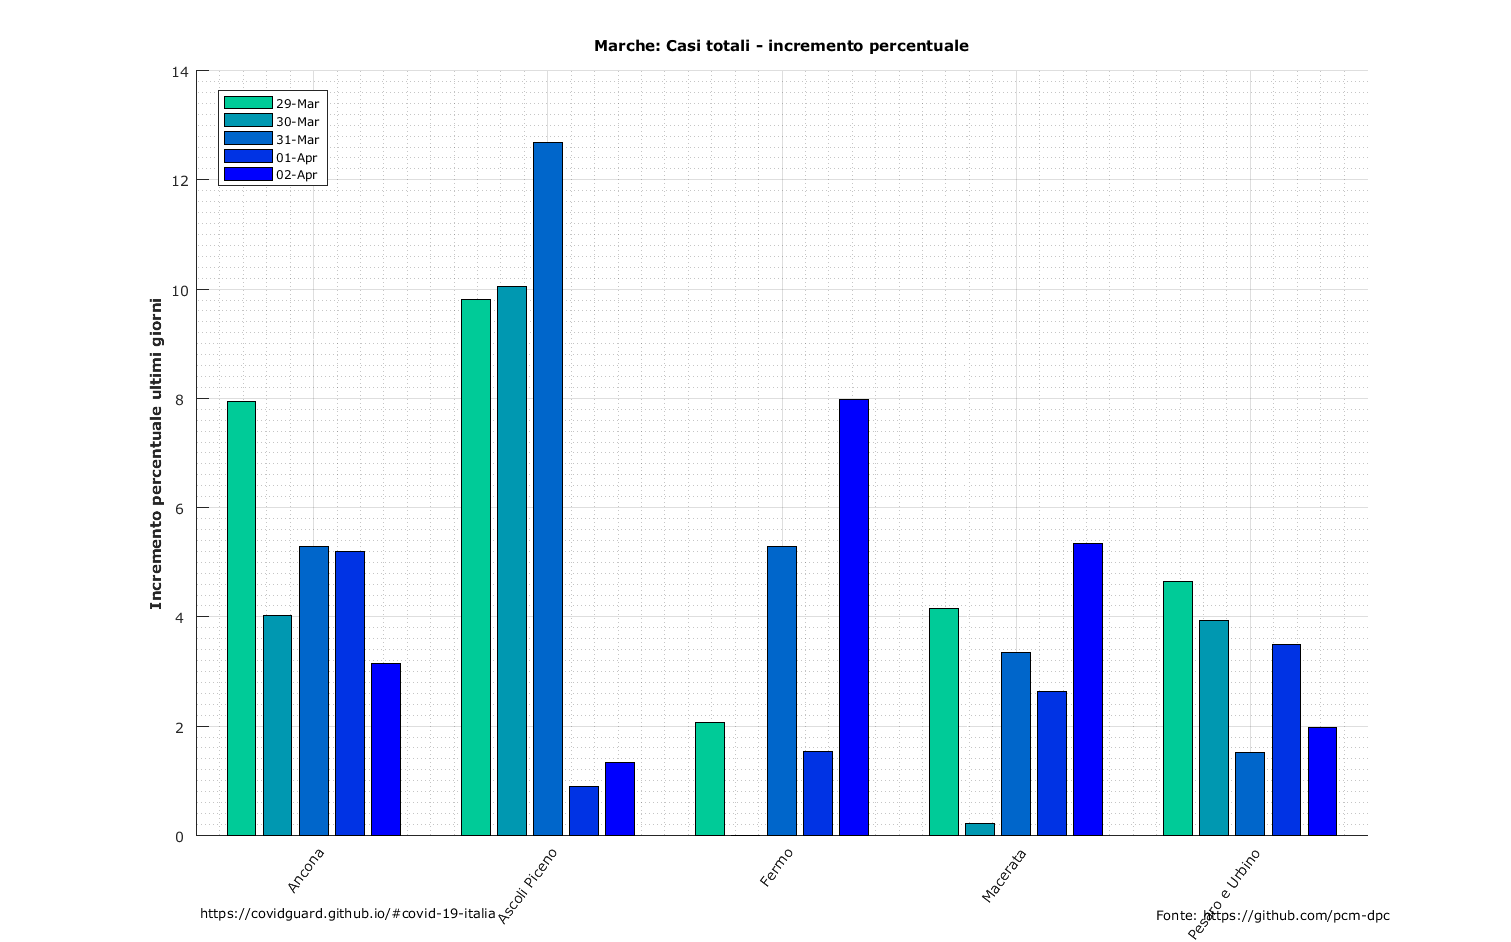 Marche: Casi totali - incremento percentuale
14
12
10
8
6
4
2
0
Incremento percentuale ultimi giorni
29-Mar
30-Mar
31-Mar
01-Apr
02-Apr
Ancona
Ascoli Piceno
Fermo
Macerata
Pesaro e Urbino
https://covidguard.github.io/#covid-19-italia
Fonte: https://github.com/pcm-dpc